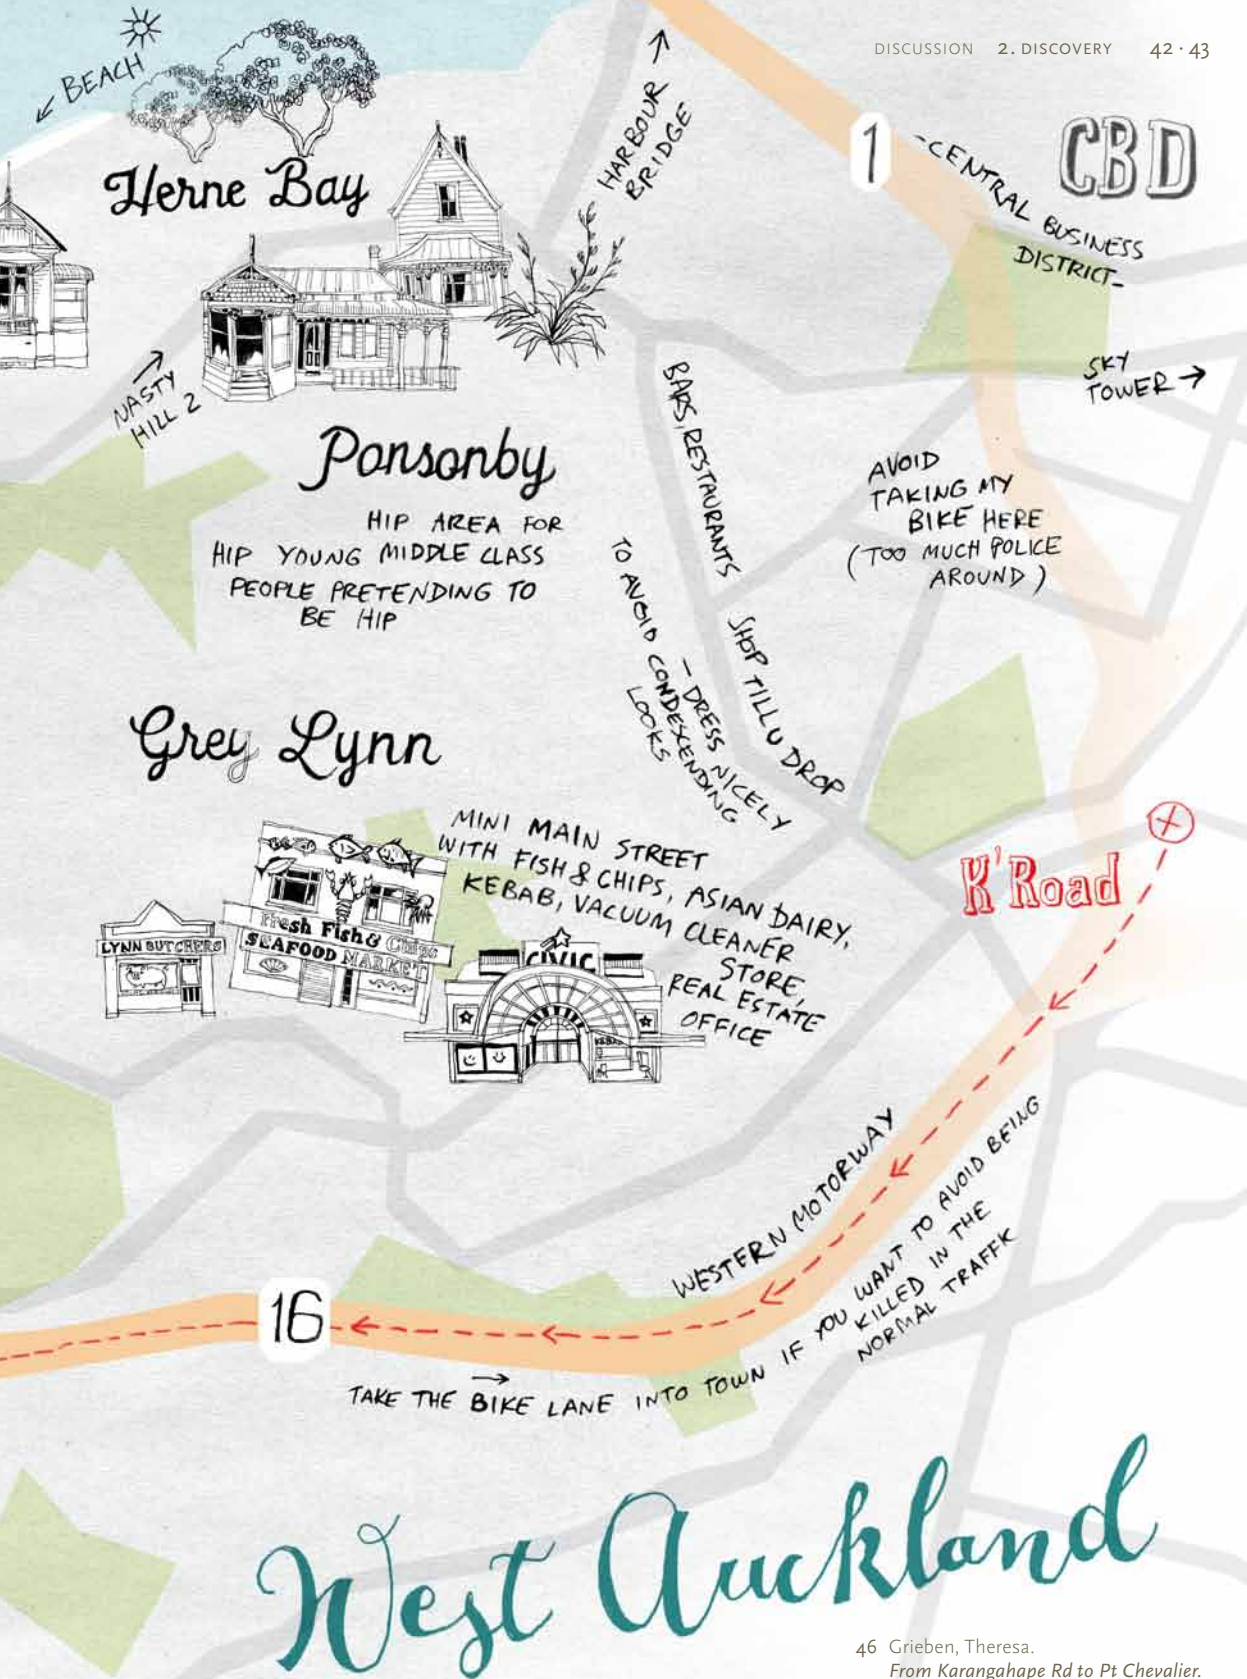 DISCUSSION 2. DISCOVERY 42 · 43
BEACH
HARBOUR
BRIDGE
1
CBD
-CENTRAL BUSINESS
DISTRICT-
Herne Bay
SKY
TOWER
NASTY
HILL 2
BARS, RESTAURANTS
Ponsonby
HIP AREA FOR
HIP YOUNG MIDDLE CLASS
PEOPLE PRETENDING TO
BE HIP
AVOID
TAKING MY
BIKE HERE
(TOO MUCH POLICE
AROUND)
SHOP TILL U DROP
– DRESS NICELY
TO AVOID CONDESCENDING
LOOKS
Grey Lynn
MINI MAIN STREET
WITH FISH & CHIPS, ASIAN DAIRY,
KEBAB, VACUUM CLEANER
STORE,
REAL ESTATE
OFFICE
K'Road
Fresh Fish & Chips
SEAFOOD MARKET
LYNN BUTCHERS
CIVIC
KEBAB
WESTERN MOTORWAY
16
TAKE THE BIKE LANE INTO TOWN IF YOU WANT TO AVOID BEING
KILLED IN THE
NORMAL TRAFFIC
West Auckland
46 Grieben, Theresa.
From Karangahape Rd to Pt Chevalier.